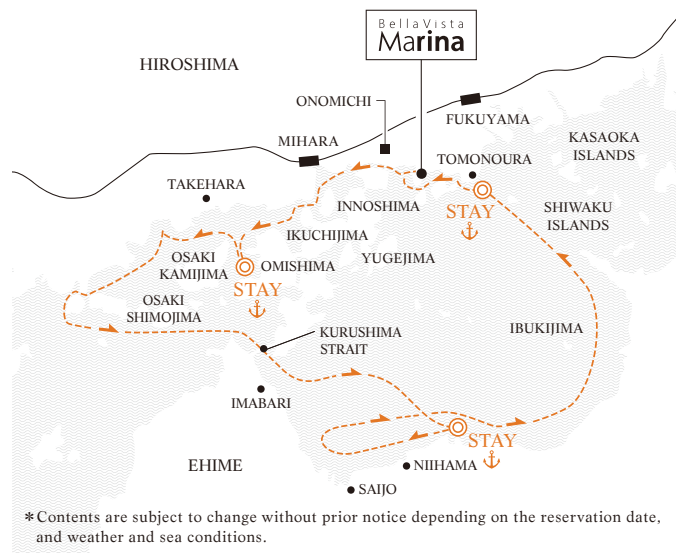 BellaVista
Marina
HIROSHIMA
ONOMICHI
FUKUYAMA
MIHARA
KASAOKA
ISLANDS
TOMONOURA
TAKEHARA
INNOSHIMA
STAY
SHIWAKU
ISLANDS
IKUCHIJIMA
YUGEJIMA
OSAKI
KAMIJIMA
OMISHIMA
STAY
OSAKI
SHIMOJIMA
KURUSHIMA
STRAIT
IBUKIJIMA
IMABARI
STAY
EHIME
NIIHAMA
SAIJO
*Contents are subject to change without prior notice depending on the reservation date,
and weather and sea conditions.